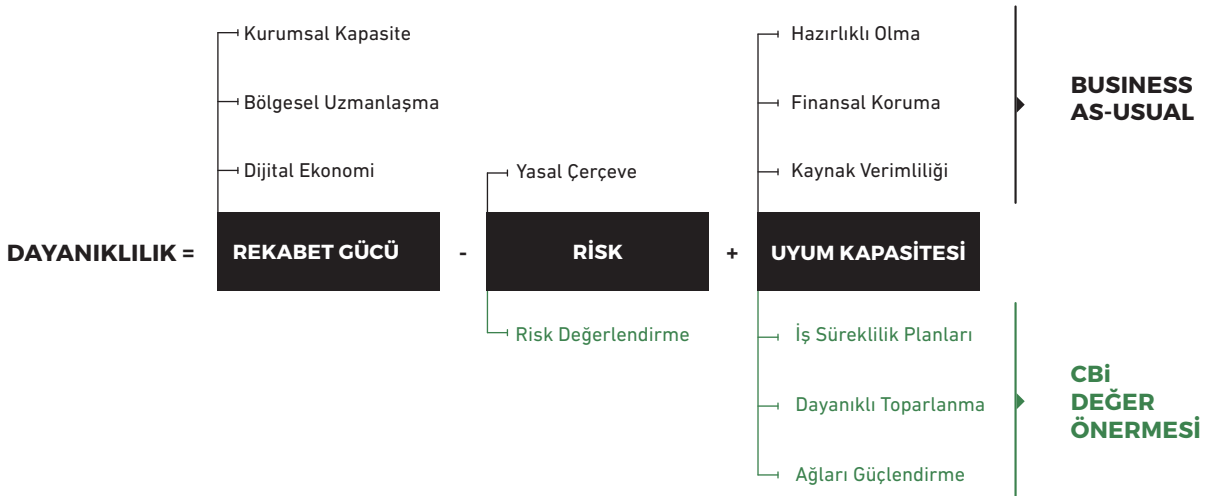 Kurumsal Kapasite
Bölgesel Uzmanlaşma
Dijital Ekonomi
Yasal Çerçeve
Hazırlıklı Olma
Finansal Koruma
Kaynak Verimliliği
BUSINESS
AS-USUAL
DAYANIKLILIK = REKABET GÜCÜ - RİSK + UYUM KAPASİTESİ
Risk Değerlendirme
İş Süreklilik Planları
Dayanıklı Toparlanma
Ağları Güçlendirme
CBi
DEĞER
ÖNERMESİ